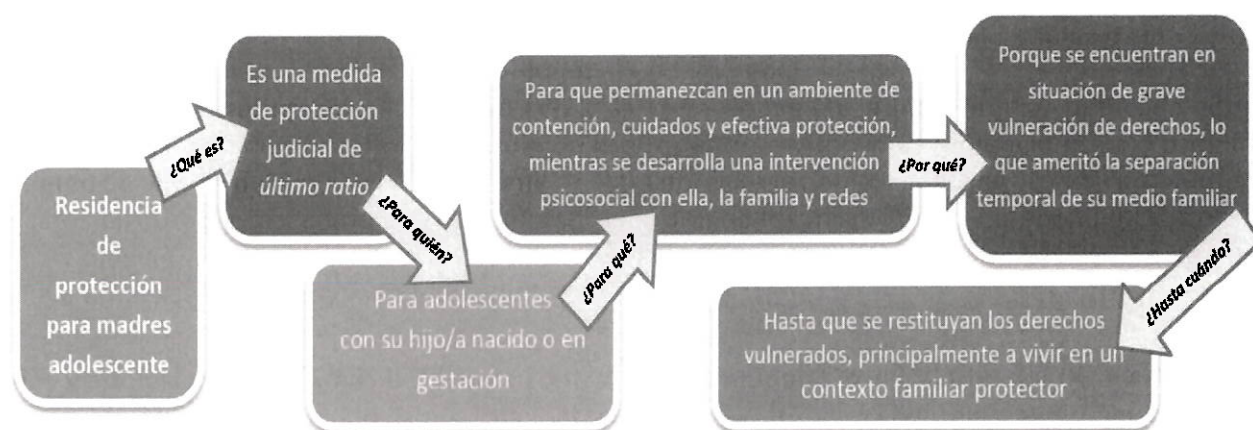 Residencia
de
protección
para madres
adolescente
¿Qué es?
Es una medida
de protección
judicial de
último ratio
¿Para quién?
Para adolescentes
con su hijo/a nacido o en
gestación
¿Para qué?
Para que permanezcan en un ambiente de
contención, cuidados y efectiva protección,
mientras se desarrolla una intervención
psicosocial con ella, la familia y redes
¿Por qué?
Porque se encuentran en
situación de grave
vulneración de derechos, lo
que ameritó la separación
temporal de su medio familiar
¿Hasta cuándo?
Hasta que se restituyan los derechos
vulnerados, principalmente a vivir en un
contexto familiar protector